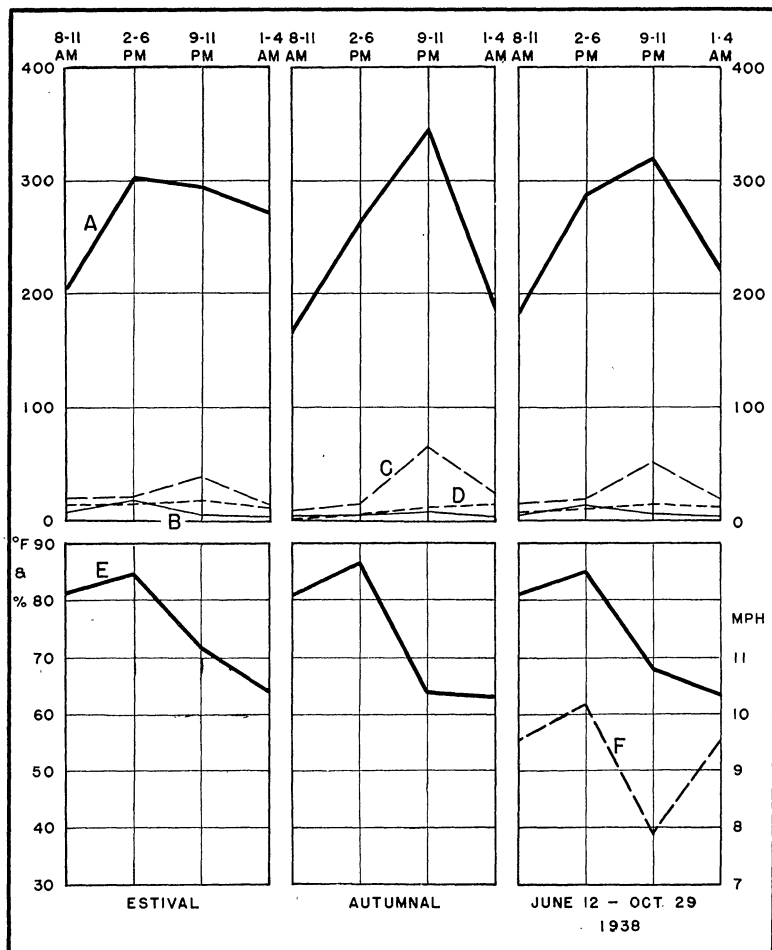 8-11 2-6 9-11 1-4 8-11 2-6 9-11 1-4 8-11 2-6 9-11 1-4
AM PM PM AM AM PM PM AM AM PM PM AM
400 400
300 300
A
200 200
100 100
C
D
0 B 0
°F 90
&
% 80
E
MPH
70 11
60 10
F
50 9
40 8
30 7
ESTIVAL AUTUMNAL JUNE 12 - OCT. 29
1938